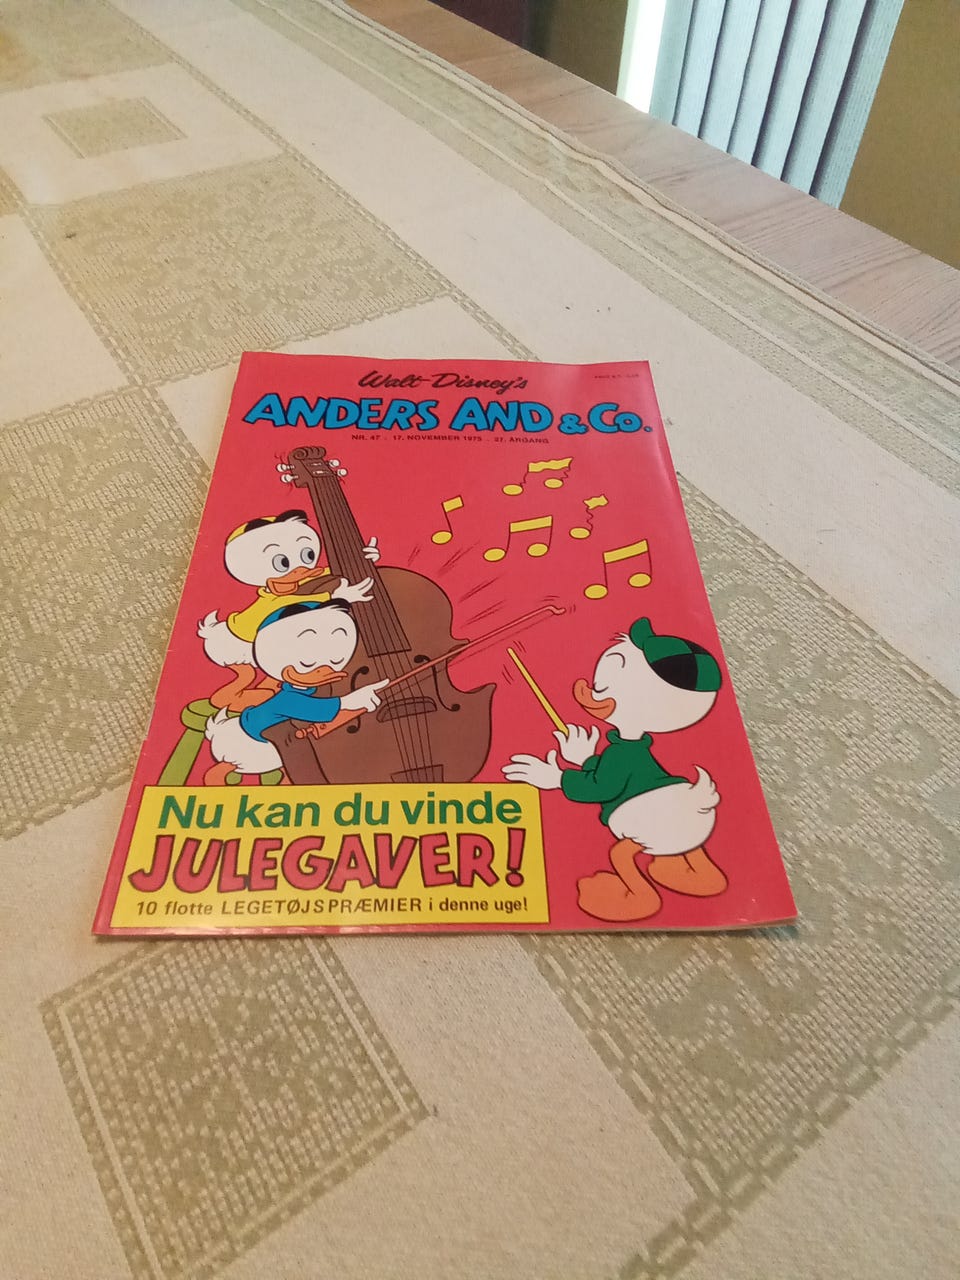 Walt Disney's
ANDERS AND & Co.
NR. 47 . 17. NOVEMBER 1975 . 27. ÅRGANG
Nu kan du vinde
JULEGAVER!
10 flotte LEGETØJSPRÆMIER i denne uge!